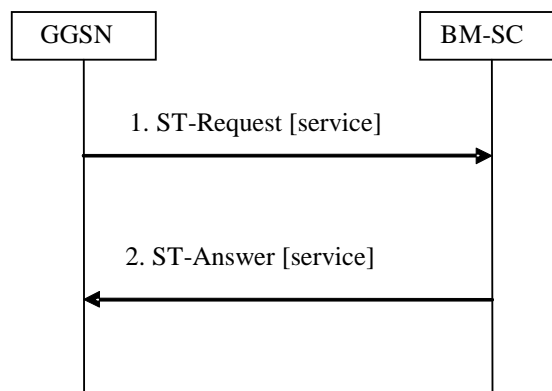 GGSN
BM-SC
1. ST-Request [service]
2. ST-Answer [service]